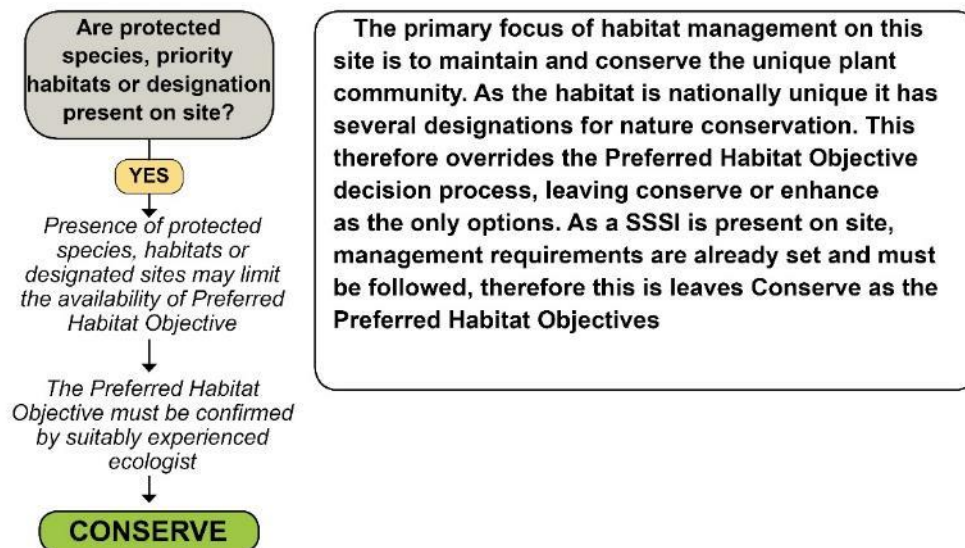 Are protected
species, priority
habitats or designation
present on site?
YES
Presence of protected
species, habitats or
designated sites may limit
the availability of Preferred
Habitat Objective
The Preferred Habitat
Objective must be confirmed
by suitably experienced
ecologist
CONSERVE
The primary focus of habitat management on this
site is to maintain and conserve the unique plant
community. As the habitat is nationally unique it has
several designations for nature conservation. This
therefore overrides the Preferred Habitat Objective
decision process, leaving conserve or enhance
as the only options. As a SSSI is present on site,
management requirements are already set and must
be followed, therefore this is leaves Conserve as the
Preferred Habitat Objectives